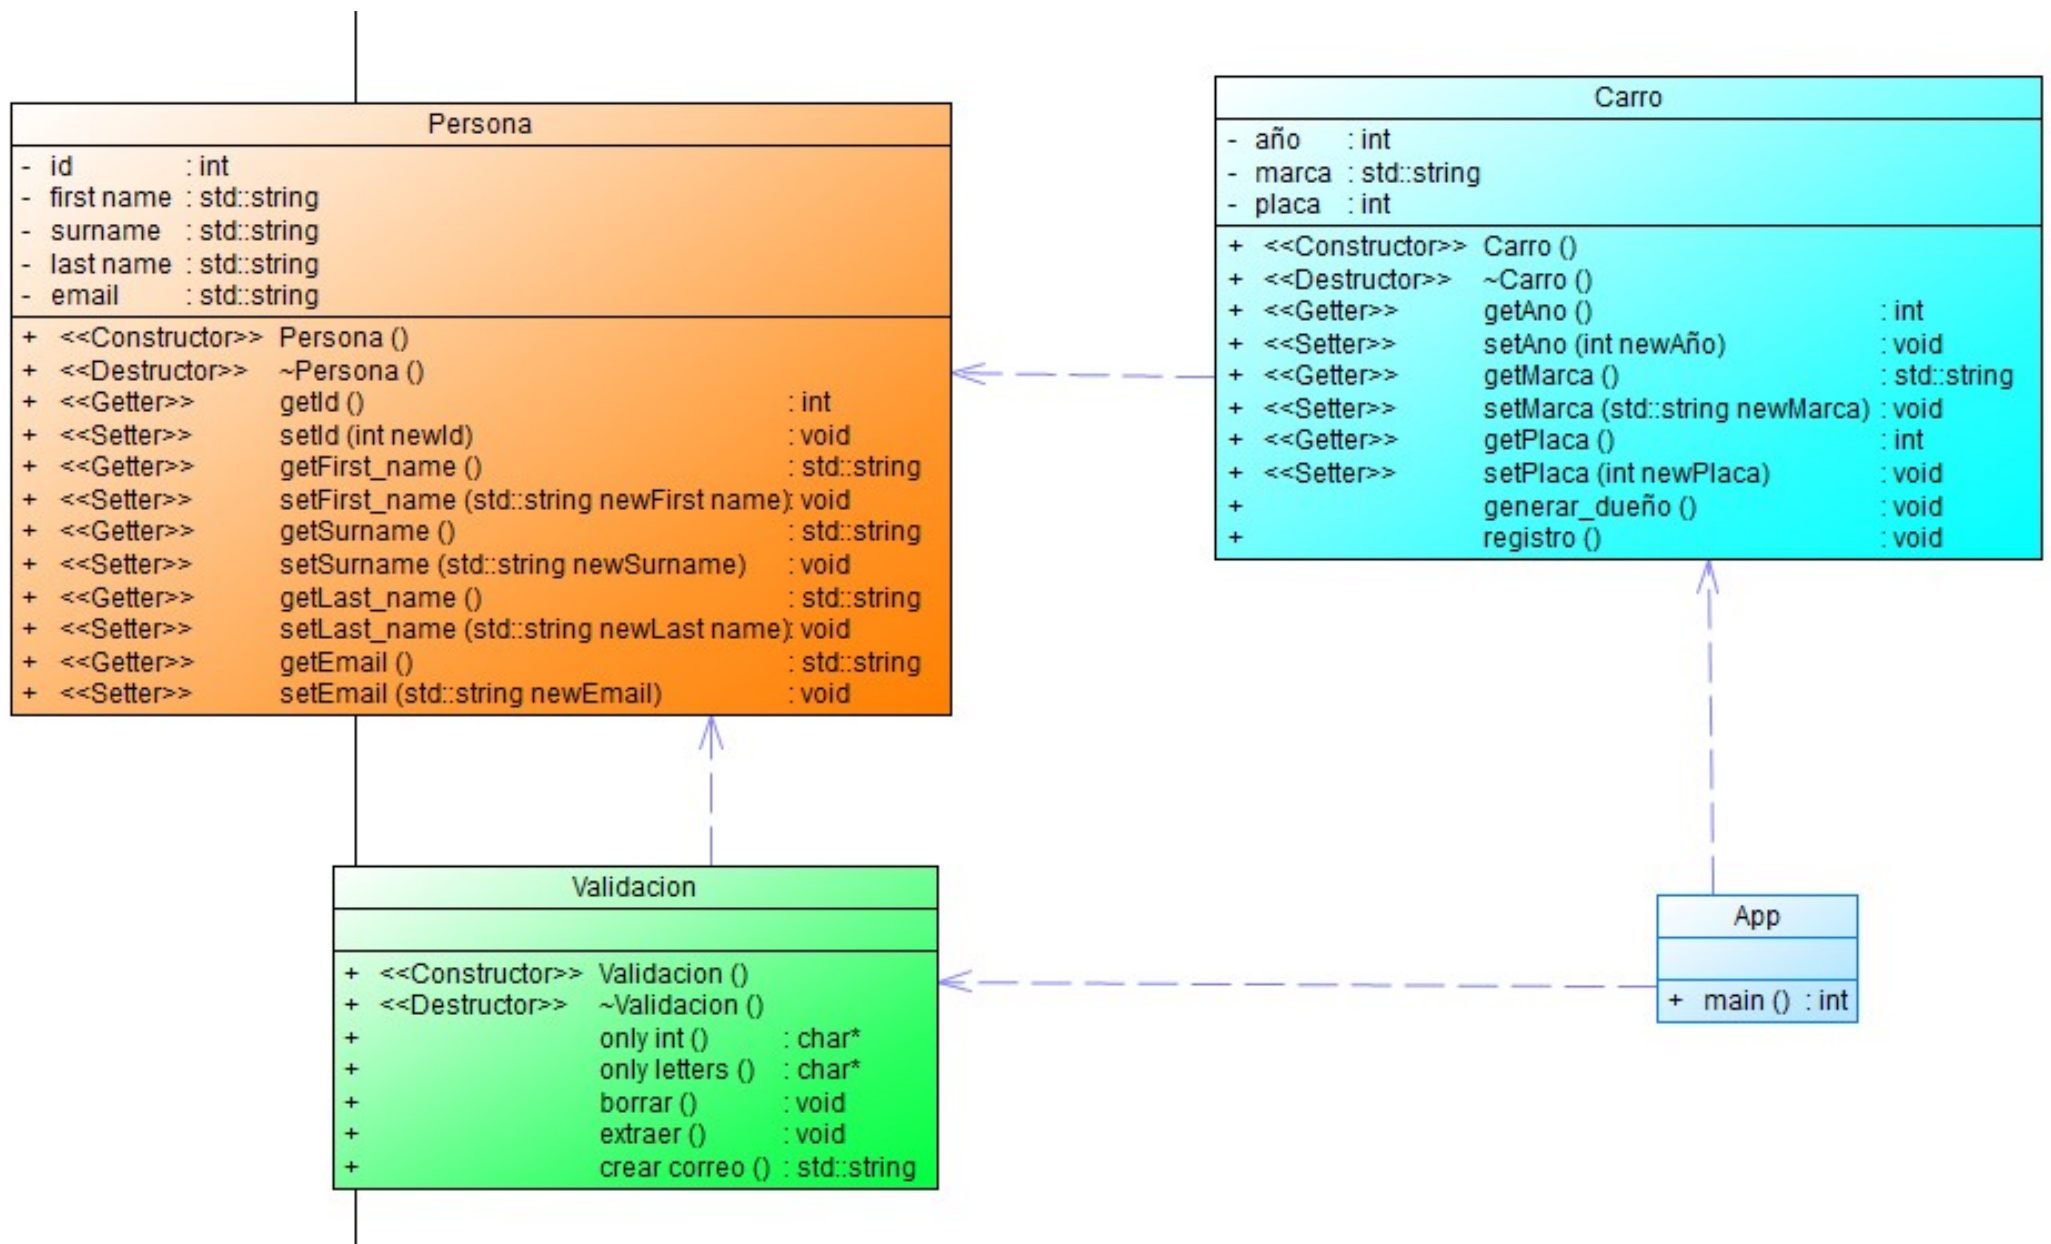 Persona
- id : int
- first name : std::string
- surname : std::string
- last name : std::string
- email : std::string
+ <<Constructor>> Persona ()
+ <<Destructor>> ~Persona ()
+ <<Getter>> getId () : int
+ <<Setter>> setId (int newId) : void
+ <<Getter>> getFirst_name () : std::string
+ <<Setter>> setFirst_name (std::string newFirst name) : void
+ <<Getter>> getSurname () : std::string
+ <<Setter>> setSurname (std::string newSurname) : void
+ <<Getter>> getLast_name () : std::string
+ <<Setter>> setLast_name (std::string newLast name) : void
+ <<Getter>> getEmail () : std::string
+ <<Setter>> setEmail (std::string newEmail) : void
Carro
- año : int
- marca : std::string
- placa : int
+ <<Constructor>> Carro ()
+ <<Destructor>> ~Carro ()
+ <<Getter>> getAno () : int
+ <<Setter>> setAno (int newAño) : void
+ <<Getter>> getMarca () : std::string
+ <<Setter>> setMarca (std::string newMarca) : void
+ <<Getter>> getPlaca () : int
+ <<Setter>> setPlaca (int newPlaca) : void
+ generar_dueño () : void
+ registro () : void
Validacion
+ <<Constructor>> Validacion ()
+ <<Destructor>> ~Validacion ()
+ only int () : char*
+ only letters () : char*
+ borrar () : void
+ extraer () : void
+ crear correo () : std::string
App
+ main () : int